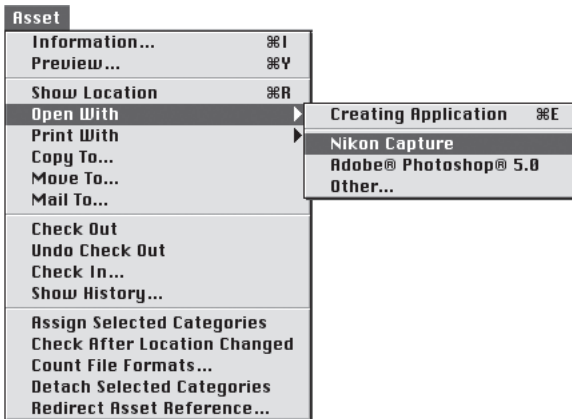 Asset
Information... ⌘I
Preview... ⌘Y
Show Location ⌘R
Open With
Print With
Copy To...
Move To...
Mail To...
Check Out
Undo Check Out
Check In...
Show History...
Assign Selected Categories
Check After Location Changed
Count File Formats...
Detach Selected Categories
Redirect Asset Reference...
Creating Application ⌘E
Nikon Capture
Adobe® Photoshop® 5.0
Other...